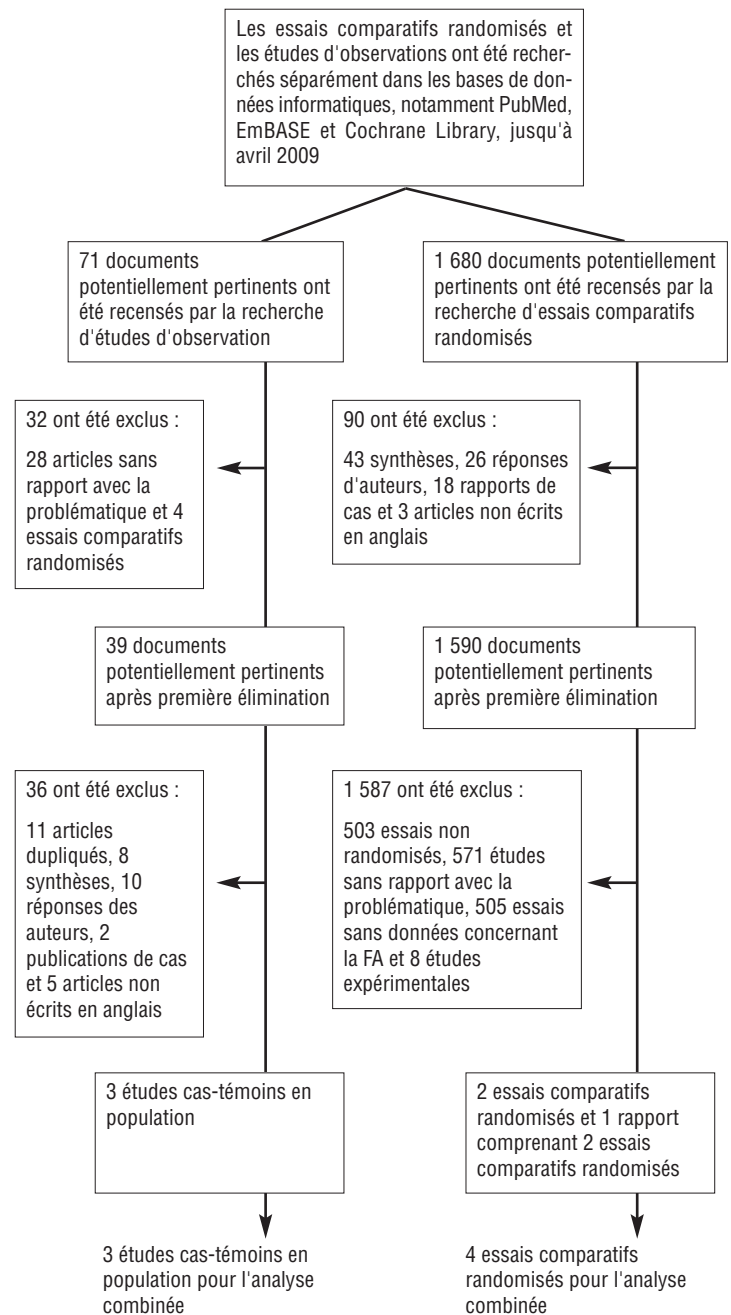 Les essais comparatifs randomisés et
les études d'observations ont été recher-
chés séparément dans les bases de don-
nées informatiques, notamment PubMed,
EmBASE et Cochrane Library, jusqu'à
avril 2009
71 documents
potentiellement pertinents ont
été recensés par la recherche
d'études d'observation
1 680 documents potentiellement
pertinents ont été recensés par la
recherche d'essais comparatifs
randomisés
32 ont été exclus :
28 articles sans
rapport avec la
problématique et 4
essais comparatifs
randomisés
90 ont été exclus :
43 synthèses, 26 réponses
d'auteurs, 18 rapports de
cas et 3 articles non écrits
en anglais
39 documents
potentiellement pertinents
après première élimination
1 590 documents
potentiellement pertinents
après première élimination
36 ont été exclus :
11 articles
dupliqués, 8
synthèses, 10
réponses des
auteurs, 2
publications de cas
et 5 articles non
écrits en anglais
1 587 ont été exclus :
503 essais non
randomisés, 571 études
sans rapport avec la
problématique, 505 essais
sans données concernant
la FA et 8 études
expérimentales
3 études cas-témoins en
population
2 essais comparatifs
randomisés et 1 rapport
comprenant 2 essais
comparatifs randomisés
3 études cas-témoins en
population pour l'analyse
combinée
4 essais comparatifs
randomisés pour l'analyse
combinée